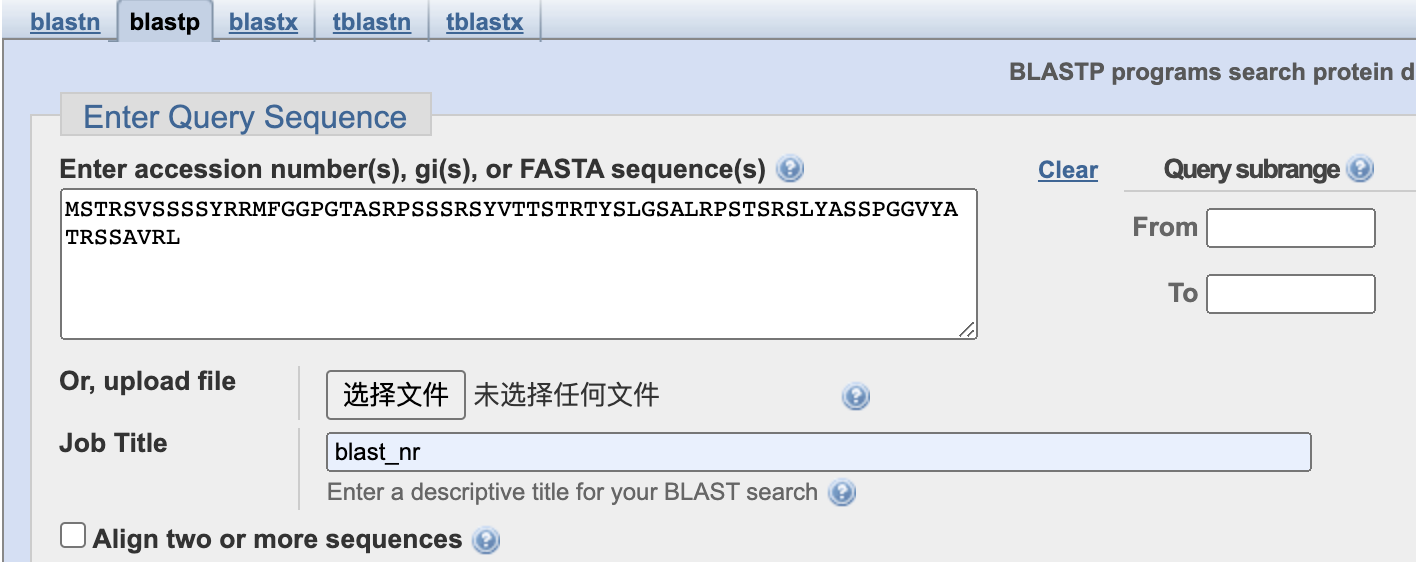 blastn blastp blastx tblastn tblastx
BLASTP programs search protein d
Enter Query Sequence
Enter accession number(s), gi(s), or FASTA sequence(s)
Clear
Query subrange
MSTRSVSSSSYRRMFGGPGTASRPSSSRSYVTTSTRTYSLGSALRPSTSRSLYASSPGGVYA
TRSSAVRL
From
To
Or, upload file
选择文件 未选择任何文件
Job Title
blast_nr
Enter a descriptive title for your BLAST search
Align two or more sequences